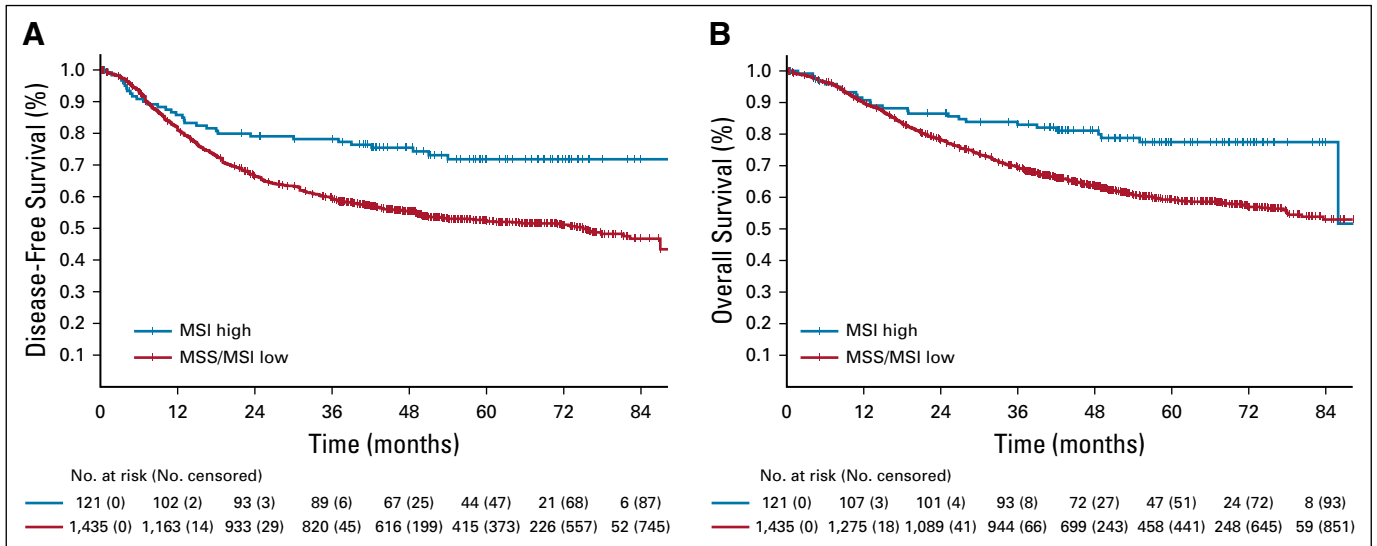 A
Disease-Free Survival (%)
1.0
0.9
0.8
0.7
0.6
0.5
0.4
0.3
0.2
0.1
MSI high
MSS/MSI low
0 12 24 36 48 60 72 84
Time (months)
No. at risk (No. censored)
121 (0) 102 (2) 93 (3) 89 (6) 67 (25) 44 (47) 21 (68) 6 (87)
1,435 (0) 1,163 (14) 933 (29) 820 (45) 616 (199) 415 (373) 226 (557) 52 (745)
B
Overall Survival (%)
1.0
0.9
0.8
0.7
0.6
0.5
0.4
0.3
0.2
0.1
MSI high
MSS/MSI low
0 12 24 36 48 60 72 84
Time (months)
No. at risk (No. censored)
121 (0) 107 (3) 101 (4) 93 (8) 72 (27) 47 (51) 24 (72) 8 (93)
1,435 (0) 1,275 (18) 1,089 (41) 944 (66) 699 (243) 458 (441) 248 (645) 59 (851)